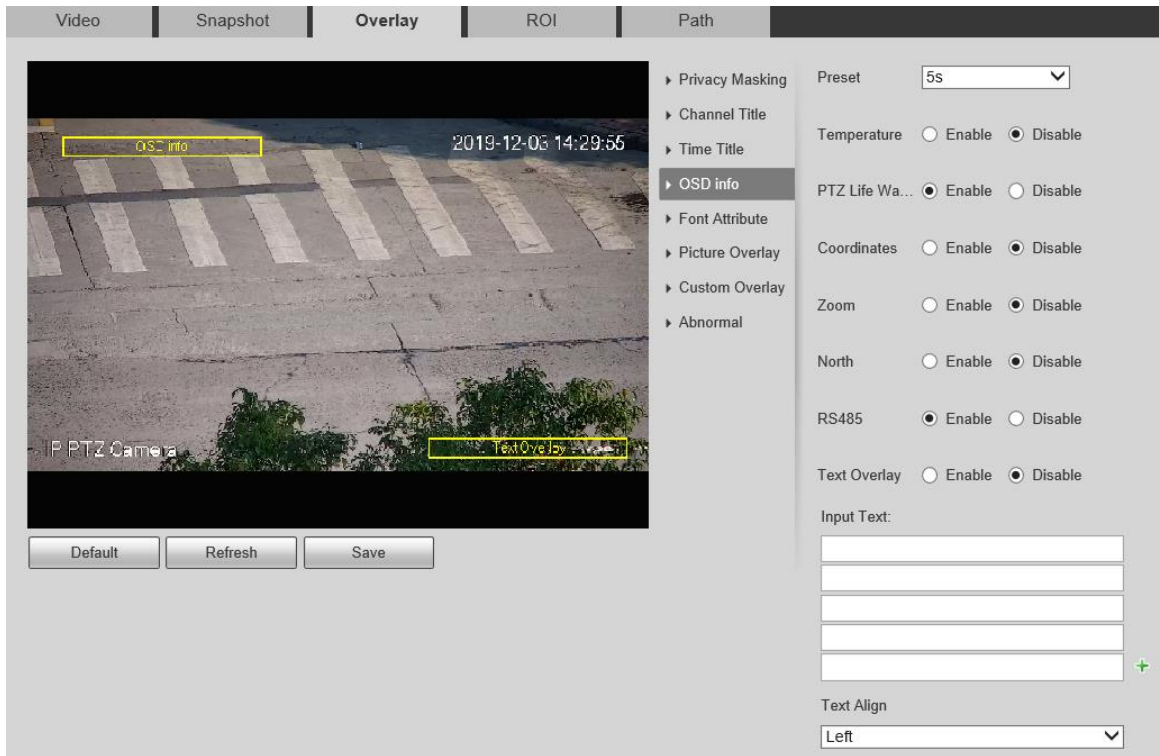 Video Snapshot Overlay ROI Path
OSD info
2019-12-03 14:29:55
IP PTZ Camera
Text Overlay
Default Refresh Save
Privacy Masking
Channel Title
Time Title
OSD info
Font Attribute
Picture Overlay
Custom Overlay
Abnormal
Preset 5s
Temperature Enable Disable
PTZ Life Wa... Enable Disable
Coordinates Enable Disable
Zoom Enable Disable
North Enable Disable
RS485 Enable Disable
Text Overlay Enable Disable
Input Text:
Text Align
Left